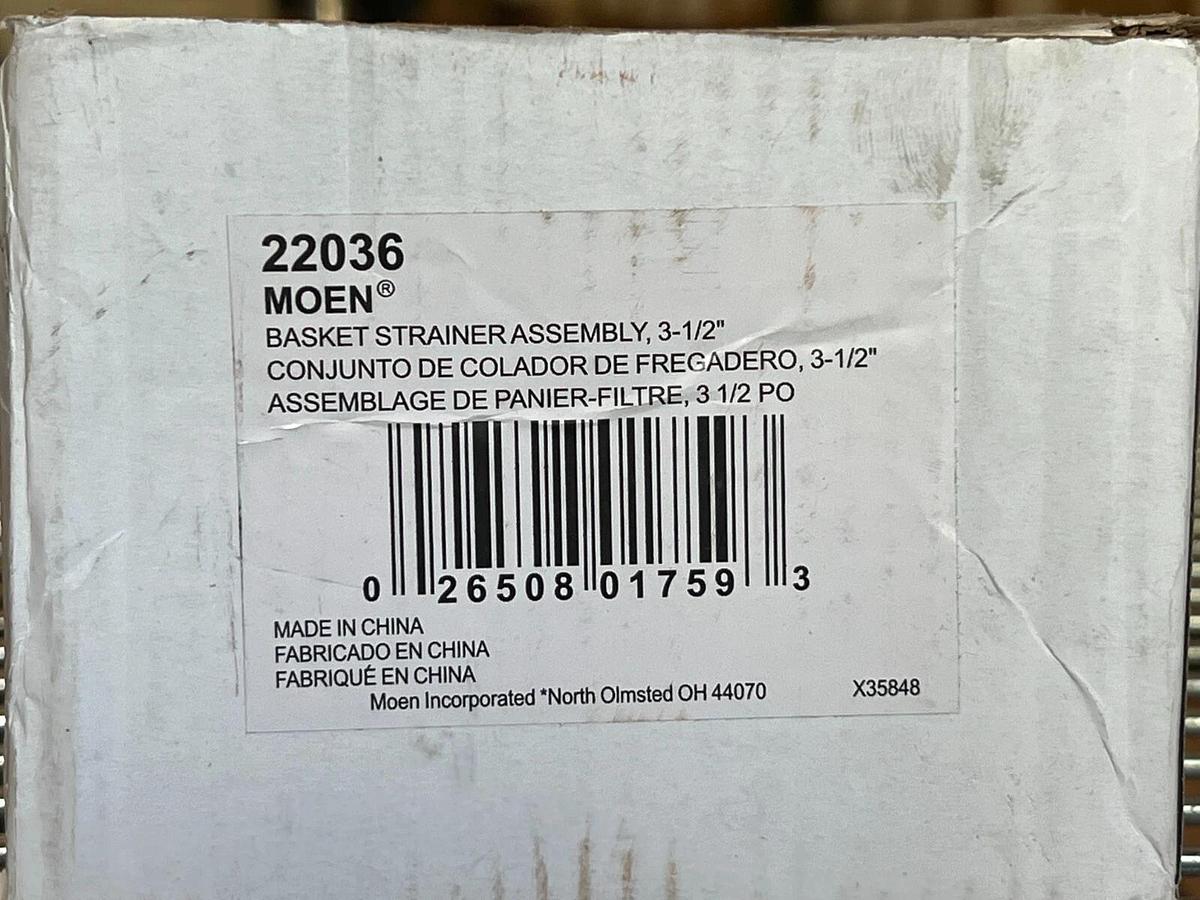 22036
MOEN®
BASKET STRAINER ASSEMBLY, 3-1/2"
CONJUNTO DE COLADOR DE FREGADERO, 3-1/2"
ASSEMBLAGE DE PANIER-FILTRE, 3 1/2 PO
0 26508 01759 3
MADE IN CHINA
FABRICADO EN CHINA
FABRIQUÉ EN CHINA
Moen Incorporated *North Olmsted OH 44070 X35848